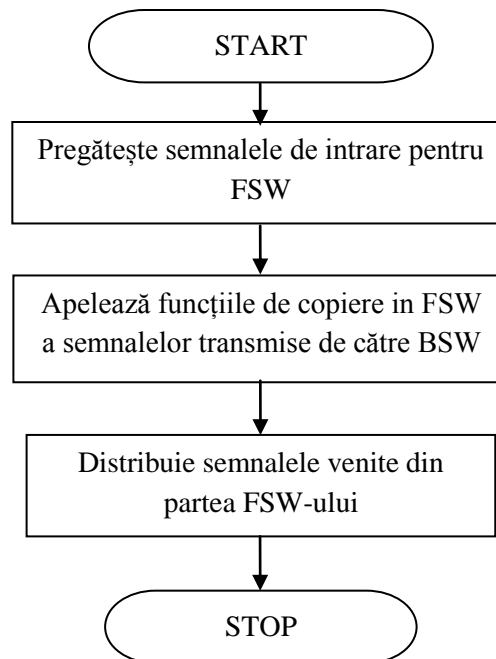 START
Pregătește semnalele de intrare pentru
FSW
Apelează funcțiile de copiere in FSW
a semnalelor transmise de către BSW
Distribuie semnalele venite din
partea FSW-ului
STOP